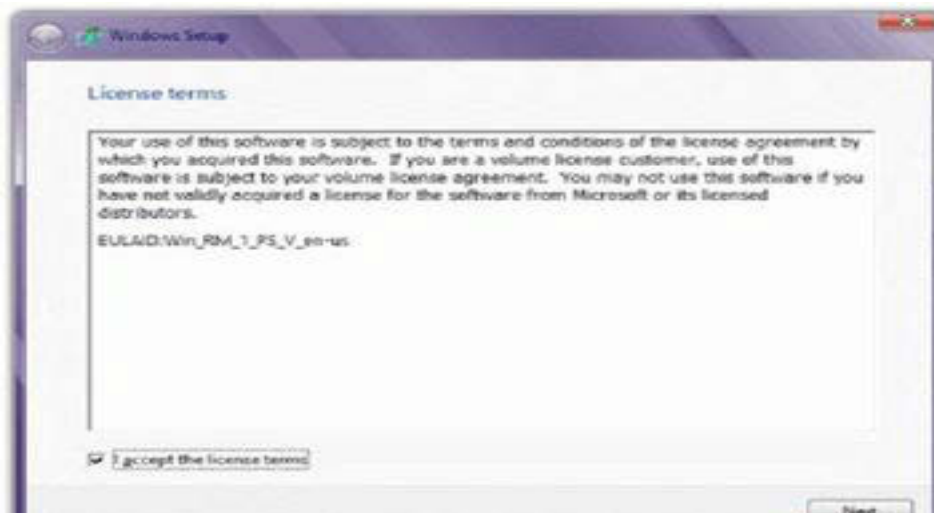 Windows Setup
License terms
Your use of this software is subject to the terms and conditions of the license agreement by
which you acquired this software.  If you are a volume license customer, use of this
software is subject to your volume license agreement.  You may not use this software if you
have not validly acquired a license for the software from Microsoft or its licensed
distributors.
EULAID:Win_RM_1_PS_V_en-us
I accept the license terms
Next